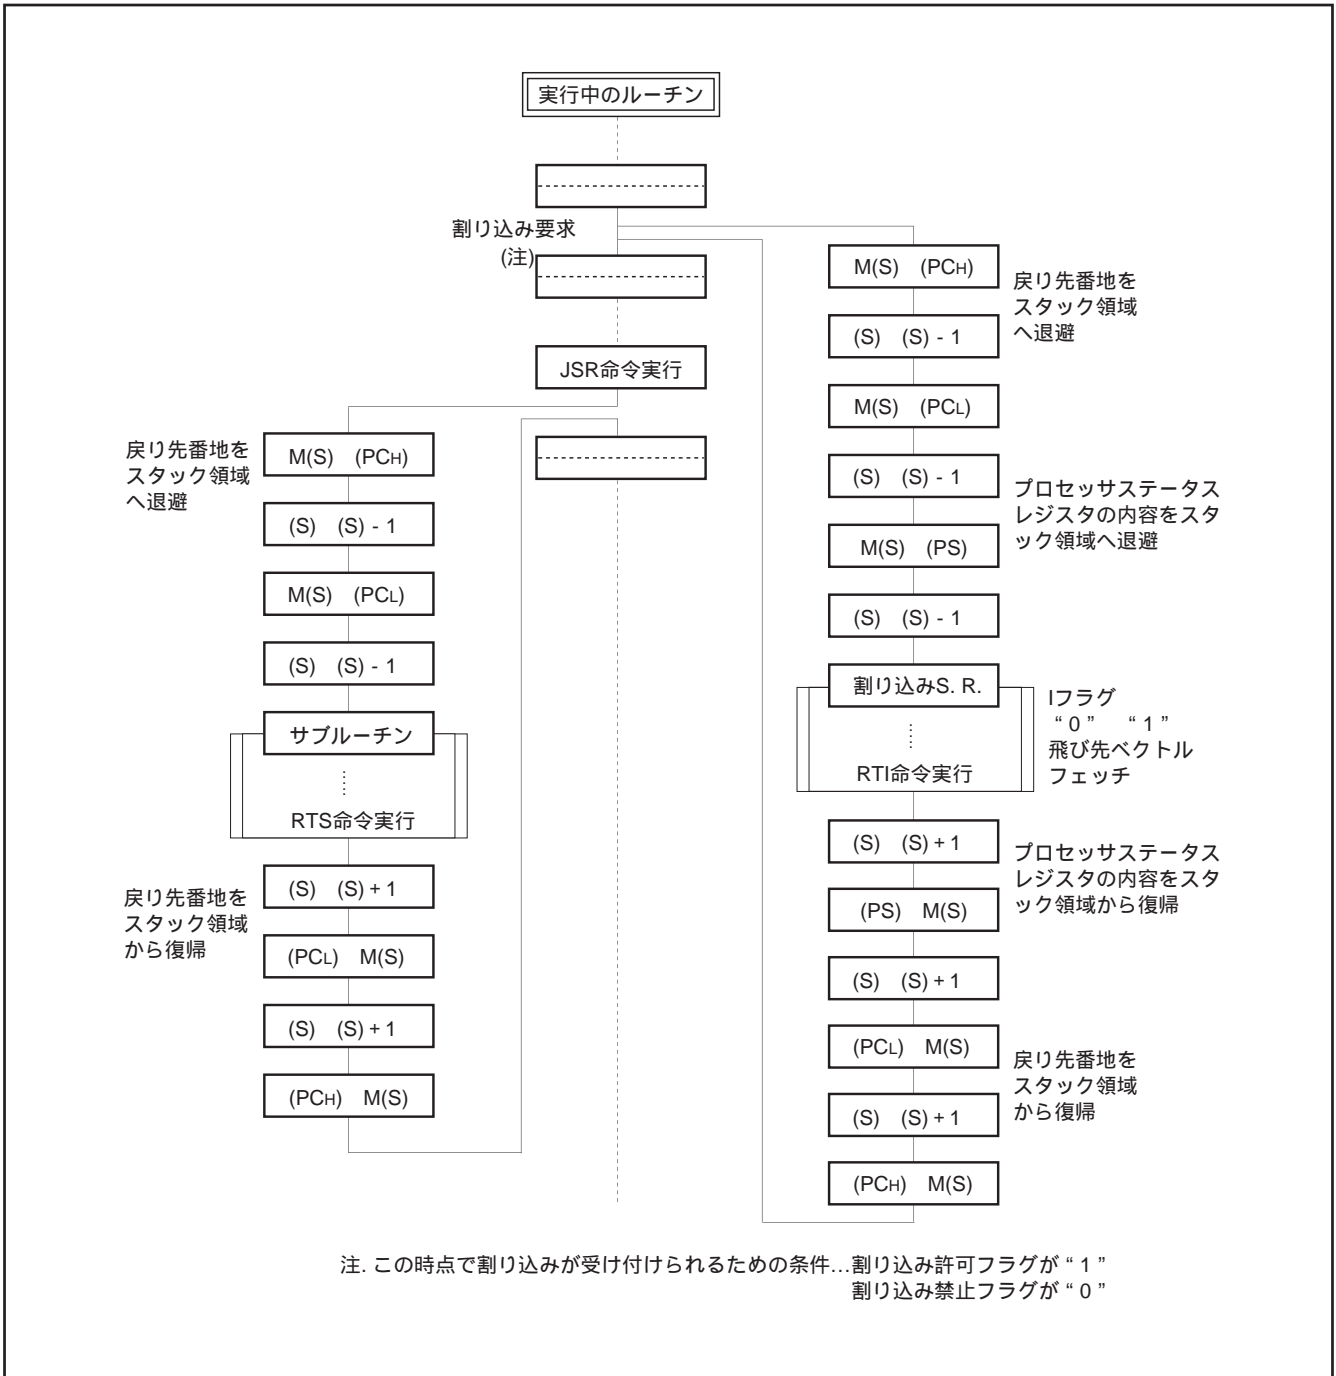 実行中のルーチン
割り込み要求
(注)
JSR命令実行
戻り先番地を
スタック領域
へ退避
M(S) (PCH)
(S) (S) - 1
M(S) (PCL)
(S) (S) - 1
サブルーチン
RTS命令実行
戻り先番地を
スタック領域
から復帰
(S) (S) + 1
(PCL) M(S)
(S) (S) + 1
(PCH) M(S)
M(S) (PCH)
戻り先番地を
スタック領域
へ退避
(S) (S) - 1
M(S) (PCL)
(S) (S) - 1
プロセッサステータス
レジスタの内容をスタ
ック領域へ退避
M(S) (PS)
(S) (S) - 1
割り込みS. R.
RTI命令実行
Iフラグ
“ 0 ” “ 1 ”
飛び先ベクトル
フェッチ
(S) (S) + 1
プロセッサステータス
レジスタの内容をスタ
ック領域から復帰
(PS) M(S)
(S) (S) + 1
(PCL) M(S)
戻り先番地を
スタック領域
から復帰
(S) (S) + 1
(PCH) M(S)
注. この時点で割り込みが受け付けられるための条件…割り込み許可フラグが “ 1 ”
割り込み禁止フラグが “ 0 ”